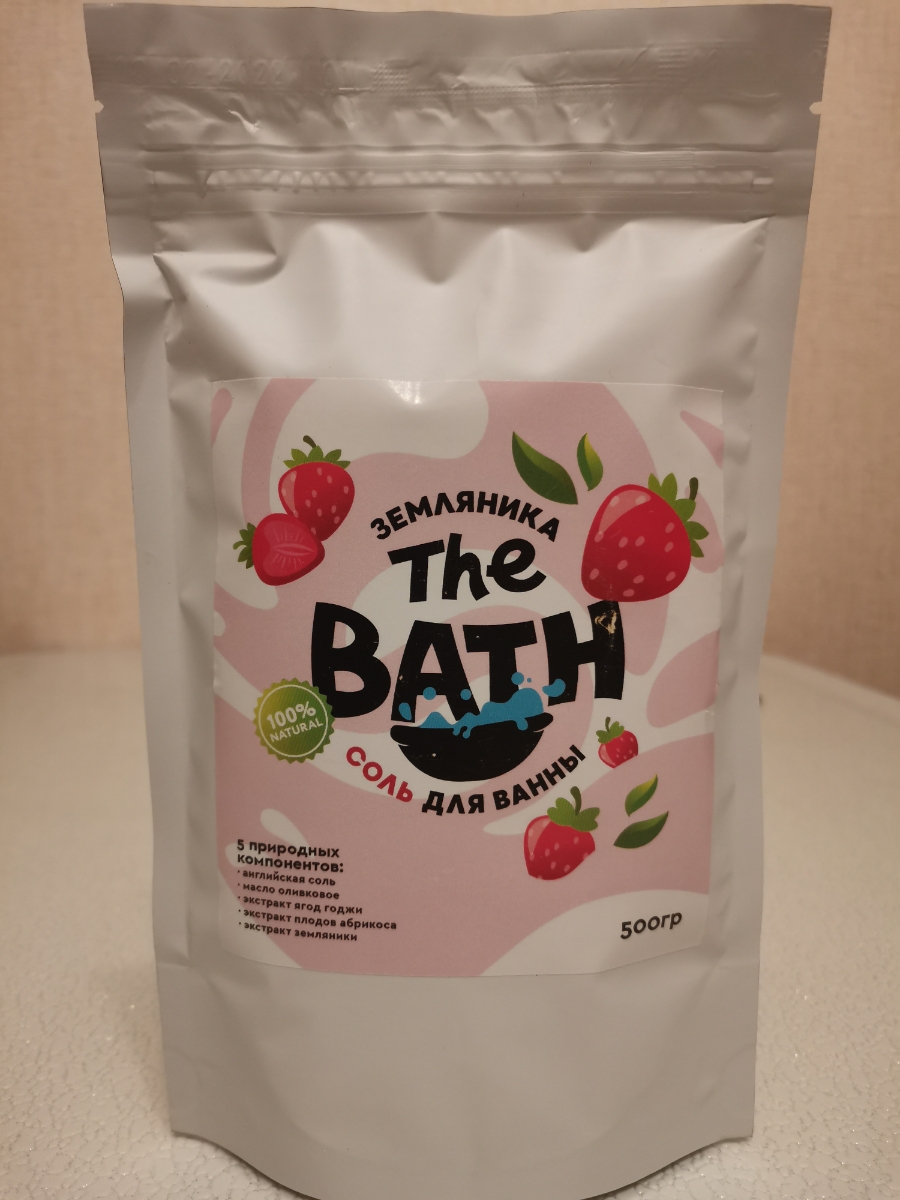 ЗЕМЛЯНИКА
The
BATH
100%
NATURAL
СОЛЬ ДЛЯ ВАННЫ
5 природных
компонентов:
· английская соль
· масло оливковое
· экстракт ягод годжи
· экстракт плодов абрикоса
· экстракт земляники
500гр